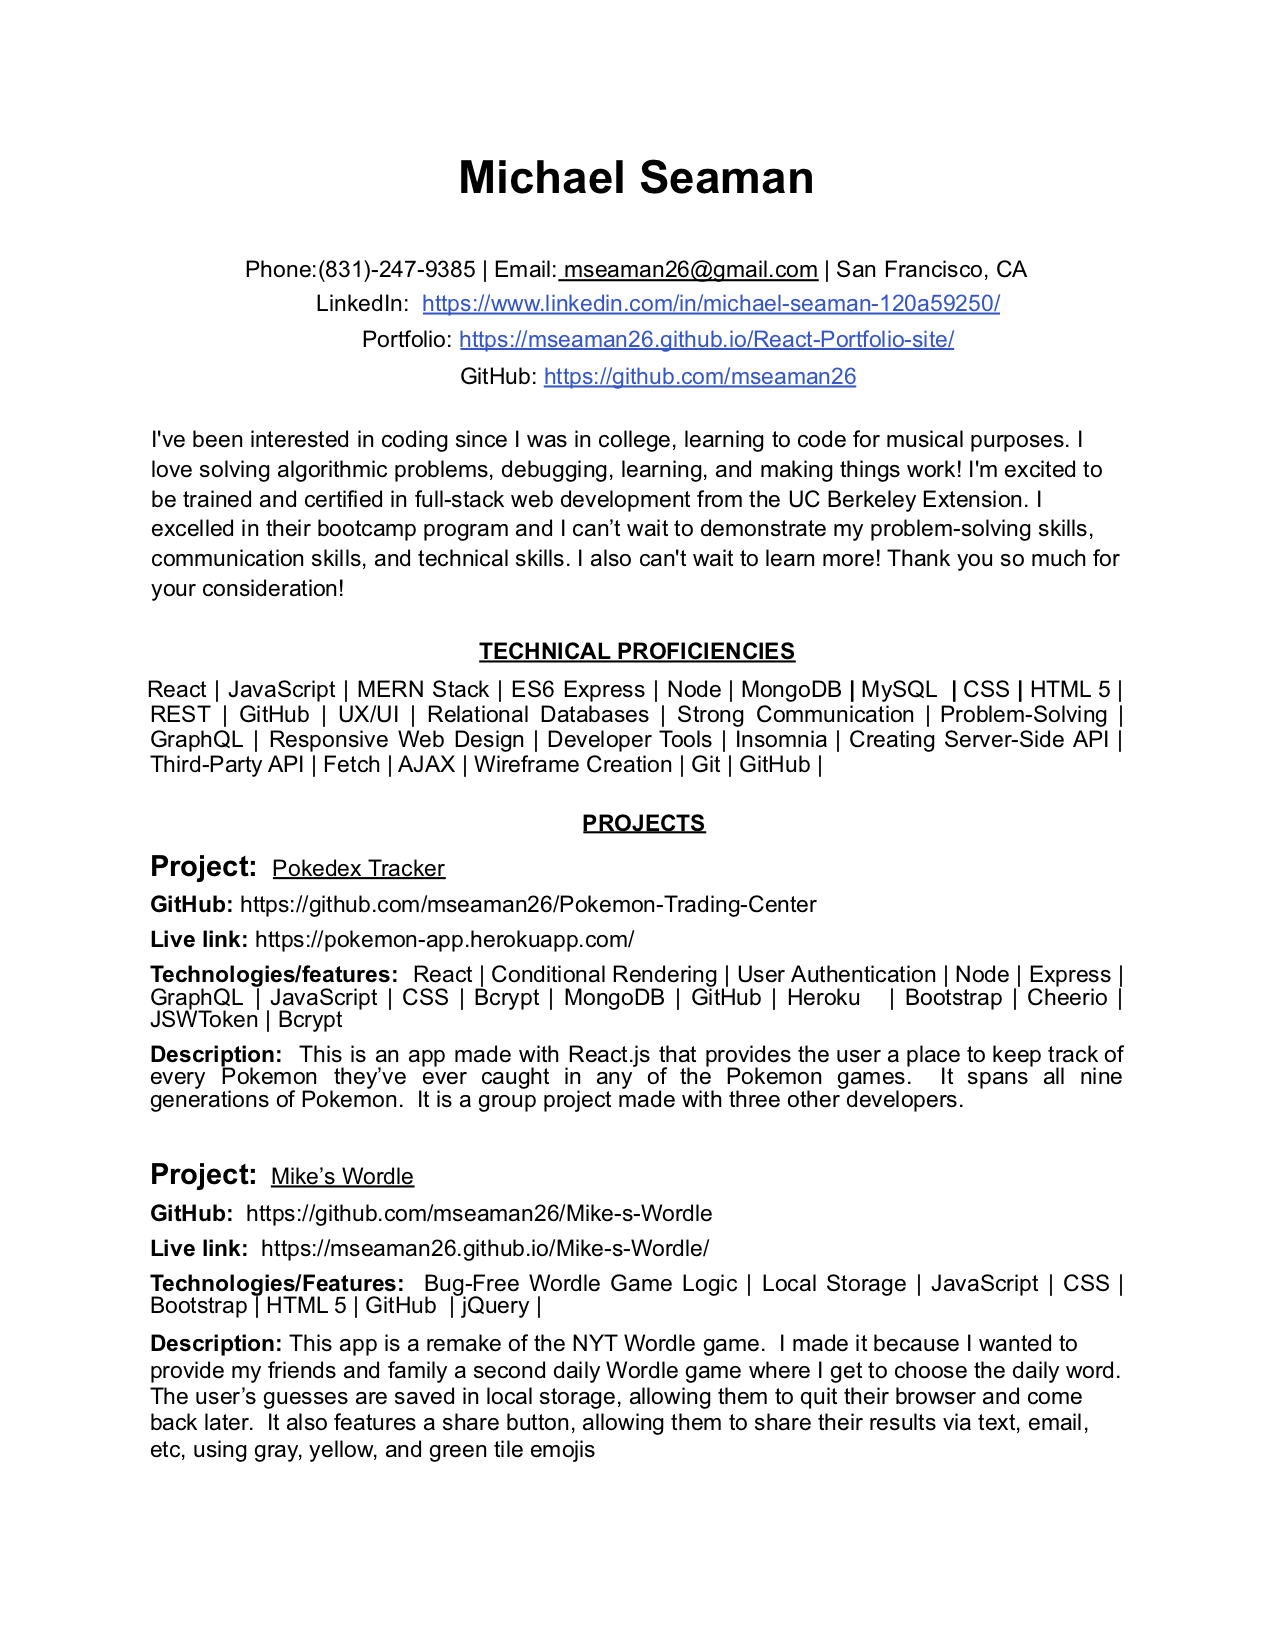 Michael Seaman
Phone:(831)-247-9385 | Email: mseaman26@gmail.com | San Francisco, CA
LinkedIn: https://www.linkedin.com/in/michael-seaman-120a59250/
Portfolio: https://mseaman26.github.io/React-Portfolio-site/
GitHub: https://github.com/mseaman26
I've been interested in coding since I was in college, learning to code for musical purposes. I
love solving algorithmic problems, debugging, learning, and making things work! I'm excited to
be trained and certified in full-stack web development from the UC Berkeley Extension. I
excelled in their bootcamp program and I can’t wait to demonstrate my problem-solving skills,
communication skills, and technical skills. I also can't wait to learn more! Thank you so much for
your consideration!
TECHNICAL PROFICIENCIES
React | JavaScript | MERN Stack | ES6 Express | Node | MongoDB | MySQL | CSS | HTML 5 |
REST | GitHub | UX/UI | Relational Databases | Strong Communication | Problem-Solving |
GraphQL | Responsive Web Design | Developer Tools | Insomnia | Creating Server-Side API |
Third-Party API | Fetch | AJAX | Wireframe Creation | Git | GitHub |
PROJECTS
Project: Pokedex Tracker
GitHub: https://github.com/mseaman26/Pokemon-Trading-Center
Live link: https://pokemon-app.herokuapp.com/
Technologies/features: React | Conditional Rendering | User Authentication | Node | Express |
GraphQL | JavaScript | CSS | Bcrypt | MongoDB | GitHub | Heroku | Bootstrap | Cheerio |
JSWToken | Bcrypt
Description: This is an app made with React.js that provides the user a place to keep track of
every Pokemon they’ve ever caught in any of the Pokemon games. It spans all nine
generations of Pokemon. It is a group project made with three other developers.
Project: Mike’s Wordle
GitHub: https://github.com/mseaman26/Mike-s-Wordle
Live link: https://mseaman26.github.io/Mike-s-Wordle/
Technologies/Features: Bug-Free Wordle Game Logic | Local Storage | JavaScript | CSS |
Bootstrap | HTML 5 | GitHub | jQuery |
Description: This app is a remake of the NYT Wordle game. I made it because I wanted to
provide my friends and family a second daily Wordle game where I get to choose the daily word.
The user’s guesses are saved in local storage, allowing them to quit their browser and come
back later. It also features a share button, allowing them to share their results via text, email,
etc, using gray, yellow, and green tile emojis